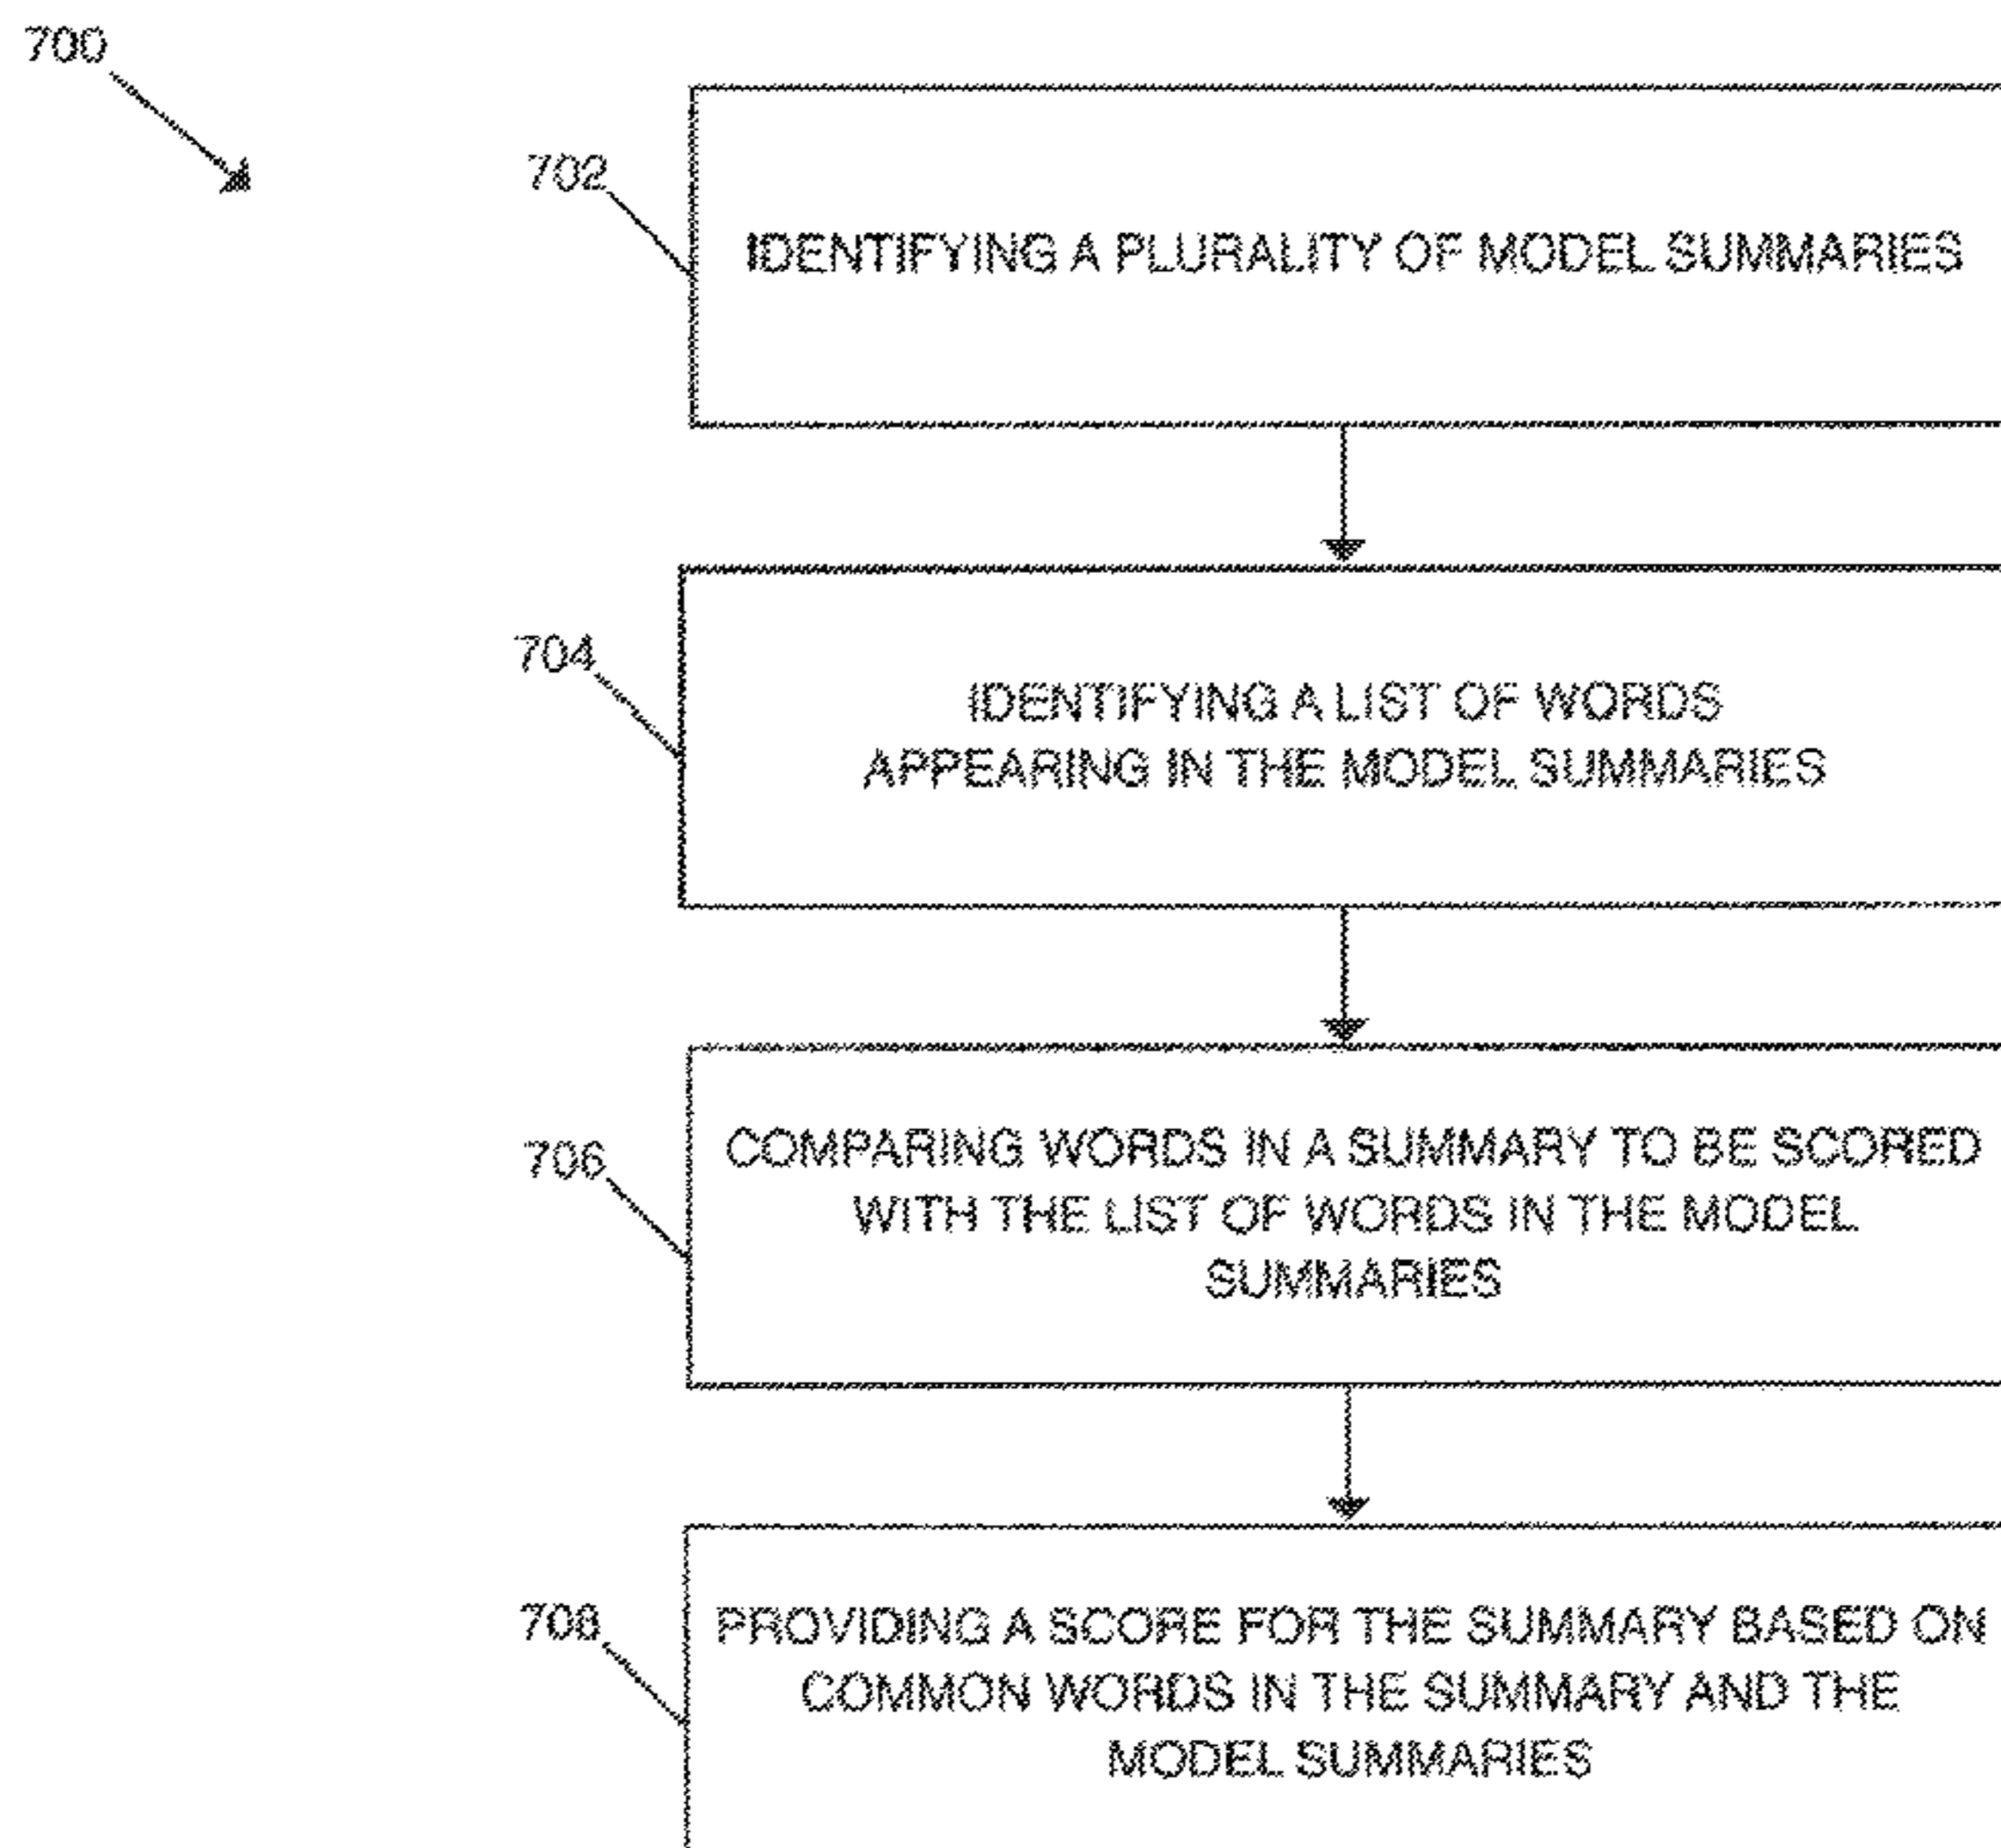 700
702
IDENTIFYING A PLURALITY OF MODEL SUMMARIES
704
IDENTIFYING A LIST OF WORDS
APPEARING IN THE MODEL SUMMARIES
706
COMPARING WORDS IN A SUMMARY TO BE SCORED
WITH THE LIST OF WORDS IN THE MODEL
SUMMARIES
708
PROVIDING A SCORE FOR THE SUMMARY BASED ON
COMMON WORDS IN THE SUMMARY AND THE
MODEL SUMMARIES